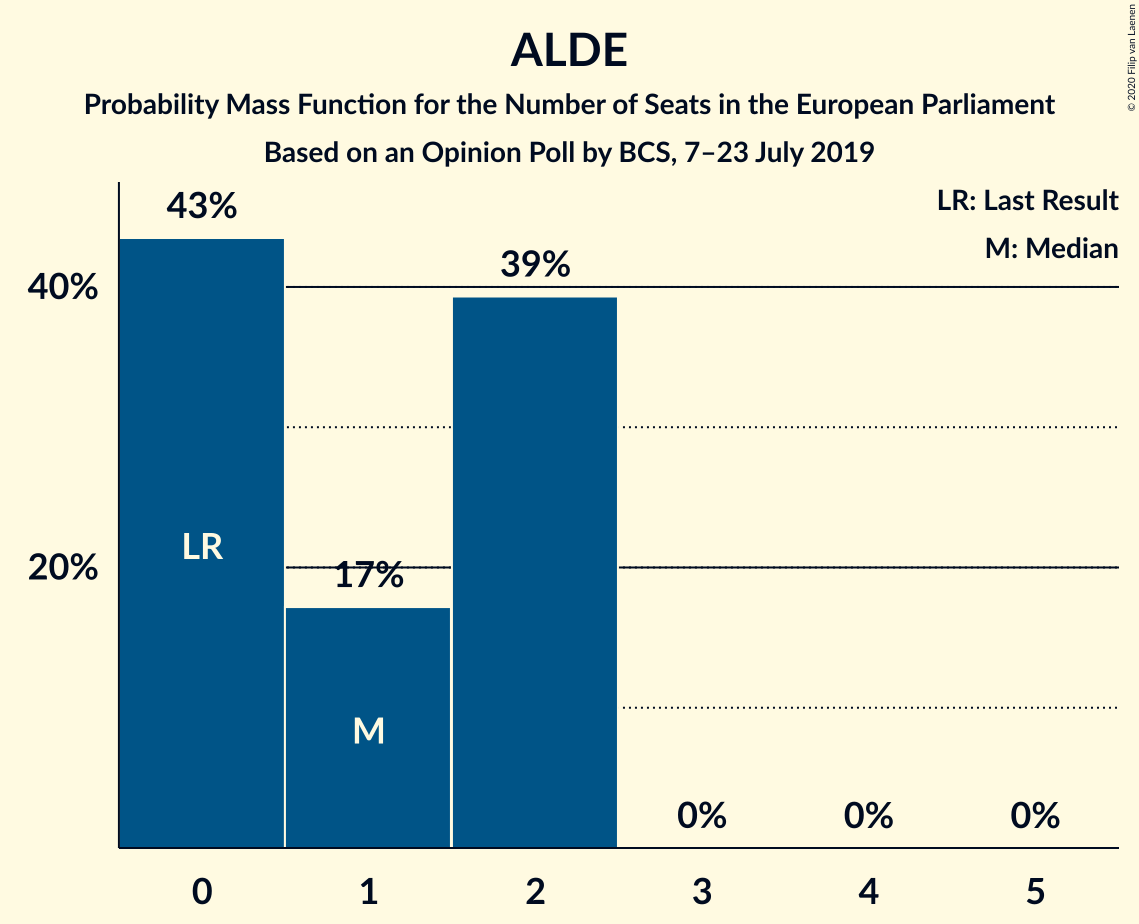 ALDE
Probability Mass Function for the Number of Seats in the European Parliament
Based on an Opinion Poll by BCS, 7–23 July 2019
© 2020 Filip van Laenen
LR: Last Result
M: Median
43%
39%
40%
LR
20%
17%
M
0%
0%
0%
0
1
2
3
4
5